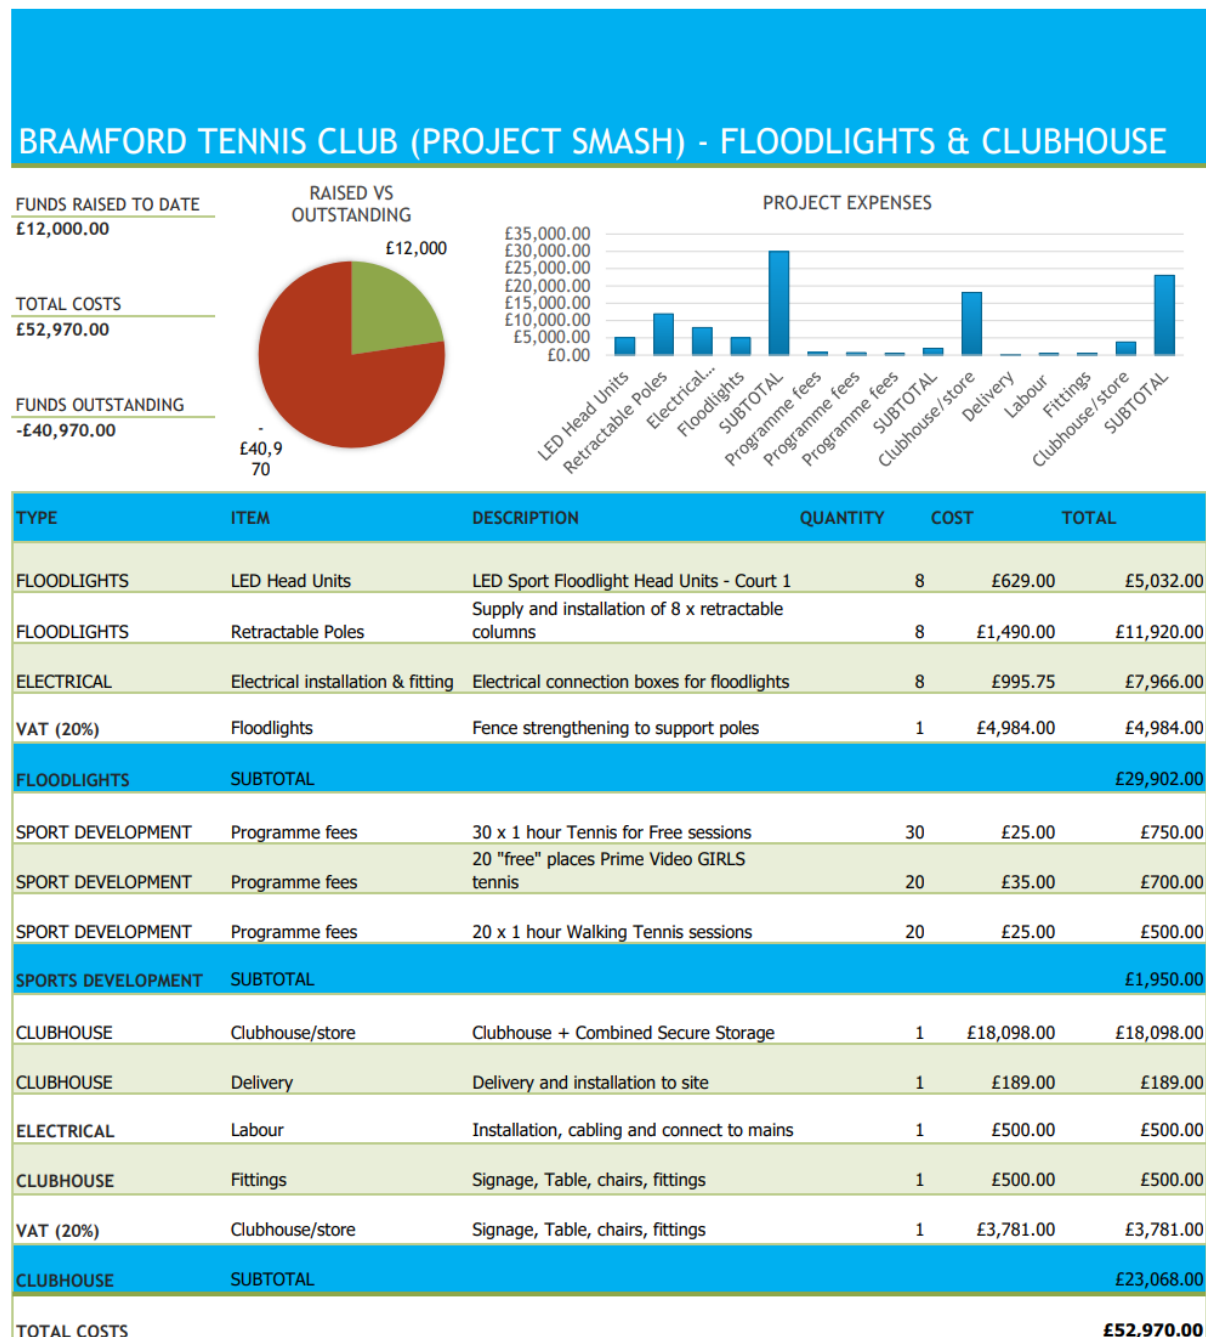 BRAMFORD TENNIS CLUB (PROJECT SMASH) - FLOODLIGHTS & CLUBHOUSE
FUNDS RAISED TO DATE
£12,000.00
TOTAL COSTS
£52,970.00
FUNDS OUTSTANDING
-£40,970.00
RAISED VS
OUTSTANDING
£12,000
-
£40,9
70
PROJECT EXPENSES
£35,000.00
£30,000.00
£25,000.00
£20,000.00
£15,000.00
£10,000.00
£5,000.00
£0.00
LED Head Units
Retractable Poles
Electrical...
Floodlights
SUBTOTAL
Programme fees
Programme fees
Programme fees
SUBTOTAL
Clubhouse/store
Delivery
Labour
Fittings
Clubhouse/store
SUBTOTAL
TYPE ITEM DESCRIPTION QUANTITY COST TOTAL
FLOODLIGHTS LED Head Units LED Sport Floodlight Head Units - Court 1 8 £629.00 £5,032.00
Supply and installation of 8 x retractable
FLOODLIGHTS Retractable Poles columns 8 £1,490.00 £11,920.00
ELECTRICAL Electrical installation & fitting Electrical connection boxes for floodlights 8 £995.75 £7,966.00
VAT (20%) Floodlights Fence strengthening to support poles 1 £4,984.00 £4,984.00
FLOODLIGHTS SUBTOTAL £29,902.00
SPORT DEVELOPMENT Programme fees 30 x 1 hour Tennis for Free sessions 30 £25.00 £750.00
20 "free" places Prime Video GIRLS
SPORT DEVELOPMENT Programme fees tennis 20 £35.00 £700.00
SPORT DEVELOPMENT Programme fees 20 x 1 hour Walking Tennis sessions 20 £25.00 £500.00
SPORTS DEVELOPMENT SUBTOTAL £1,950.00
CLUBHOUSE Clubhouse/store Clubhouse + Combined Secure Storage 1 £18,098.00 £18,098.00
CLUBHOUSE Delivery Delivery and installation to site 1 £189.00 £189.00
ELECTRICAL Labour Installation, cabling and connect to mains 1 £500.00 £500.00
CLUBHOUSE Fittings Signage, Table, chairs, fittings 1 £500.00 £500.00
VAT (20%) Clubhouse/store Signage, Table, chairs, fittings 1 £3,781.00 £3,781.00
CLUBHOUSE SUBTOTAL £23,068.00
TOTAL COSTS £52,970.00